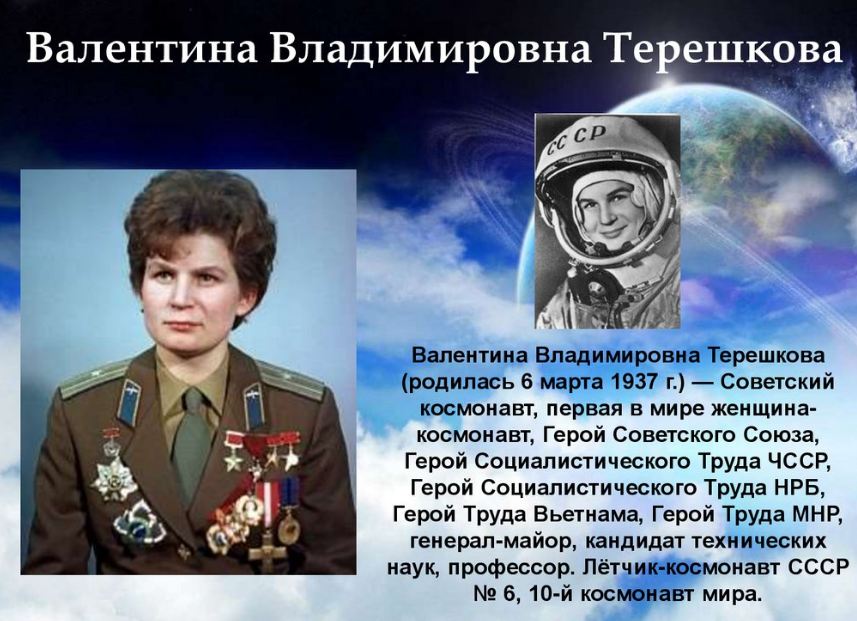 Валентина Владимировна Терешкова
СССР
Валентина Владимировна Терешкова
(родилась 6 марта 1937 г.) — Советский
космонавт, первая в мире женщина-
космонавт, Герой Советского Союза,
Герой Социалистического Труда ЧССР,
Герой Социалистического Труда НРБ,
Герой Труда Вьетнама, Герой Труда МНР,
генерал-майор, кандидат технических
наук, профессор. Лётчик-космонавт СССР
№ 6, 10-й космонавт мира.